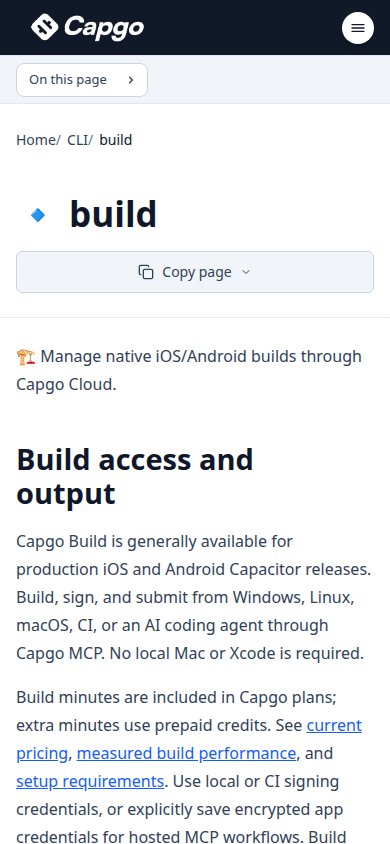 Capgo
On this page
Home/ CLI/ build
build
Copy page
🏗️ Manage native iOS/Android builds through
Capgo Cloud.
Build access and
output
Capgo Build is generally available for
production iOS and Android Capacitor releases.
Build, sign, and submit from Windows, Linux,
macOS, CI, or an AI coding agent through
Capgo MCP. No local Mac or Xcode is required.
Build minutes are included in Capgo plans;
extra minutes use prepaid credits. See current
pricing, measured build performance, and
setup requirements. Use local or CI signing
credentials, or explicitly save encrypted app
credentials for hosted MCP workflows. Build